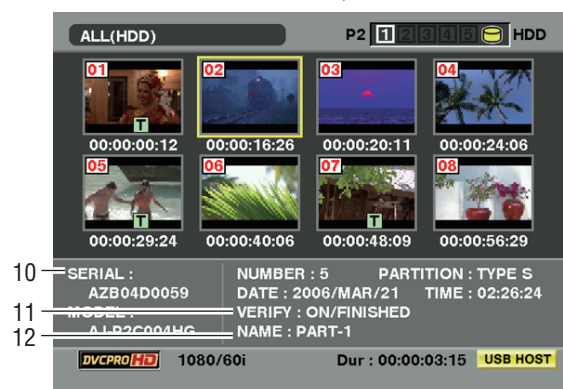 ALL(HDD)
P2 1 2 3 4 5 HDD
01 02 03 04
T
00:00:00:12 00:00:16:26 00:00:20:11 00:00:24:06
05 06 07 08
T T
00:00:29:24 00:00:40:06 00:00:48:09 00:00:56:29
10 SERIAL : NUMBER : 5 PARTITION : TYPE S
AZB04D0059 DATE : 2006/MAR/21 TIME : 02:26:24
11 MODEL : VERIFY : ON/FINISHED
12 AJ-P2C004HG NAME : PART-1
DVCPRO HD 1080/60i Dur : 00:00:03:15 USB HOST